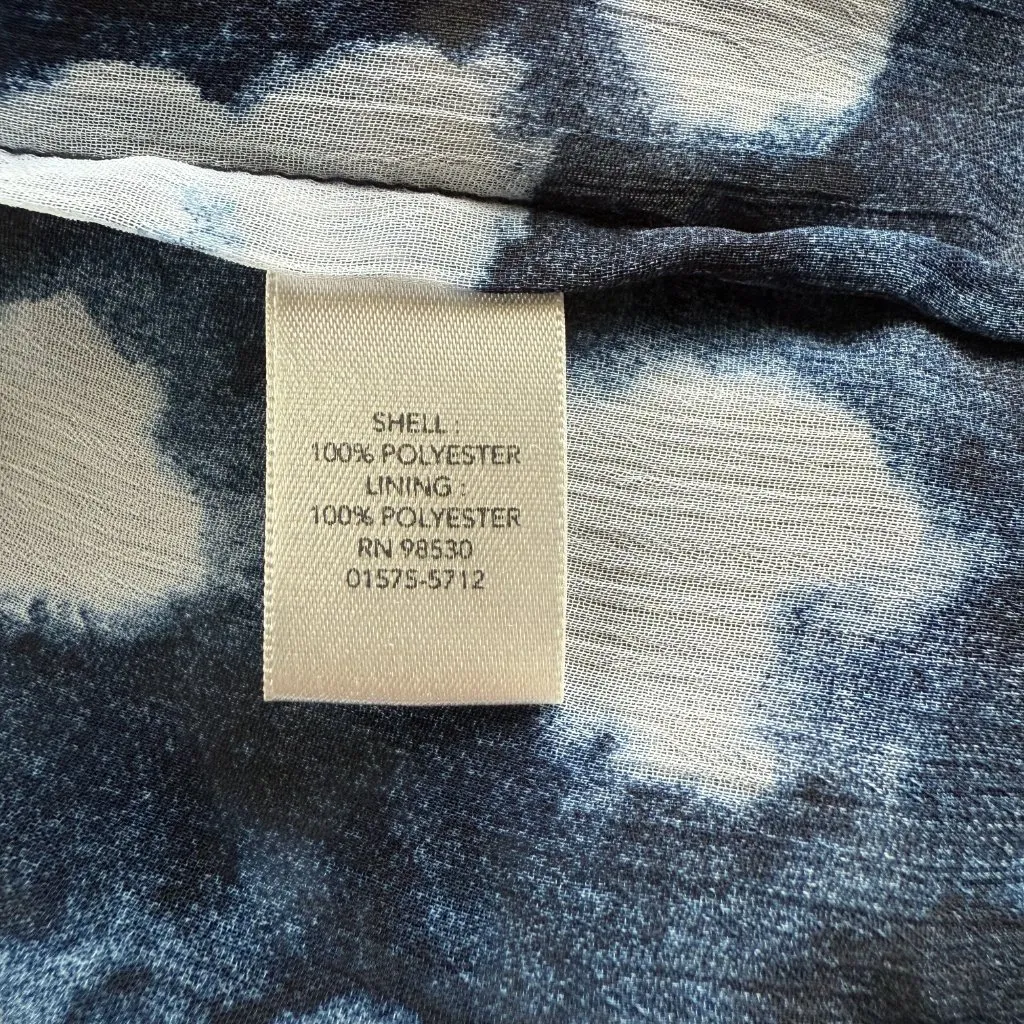 SHELL :
100% POLYESTER
LINING :
100% POLYESTER
RN 98530
01575-5712